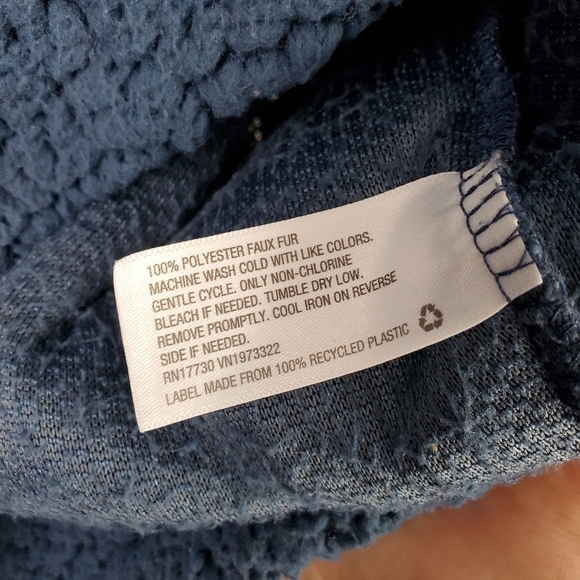 100% POLYESTER FAUX FUR
MACHINE WASH COLD WITH LIKE COLORS.
GENTLE CYCLE. ONLY NON-CHLORINE
BLEACH IF NEEDED. TUMBLE DRY LOW.
REMOVE PROMPTLY. COOL IRON ON REVERSE
SIDE IF NEEDED.
RN17730 VN1973322
LABEL MADE FROM 100% RECYCLED PLASTIC